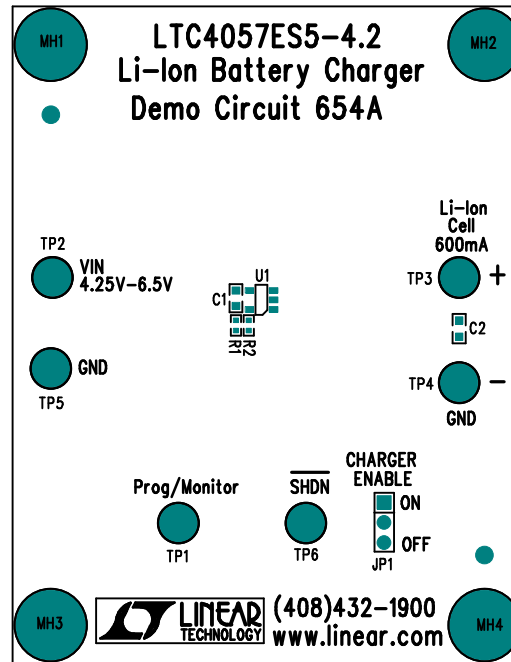 MH1
LTC4057ES5-4.2
MH2
Li-Ion Battery Charger
Demo Circuit 654A
Li-Ion
Cell
600mA
TP2
VIN
4.25V-6.5V
U1
C1
R1
R2
TP3
+
C2
GND
TP5
TP4
-
GND
CHARGER
ENABLE
Prog/Monitor
SHDN
ON
OFF
TP1
TP6
JP1
MH3
LINEAR
TECHNOLOGY
(408)432-1900
www.linear.com
MH4